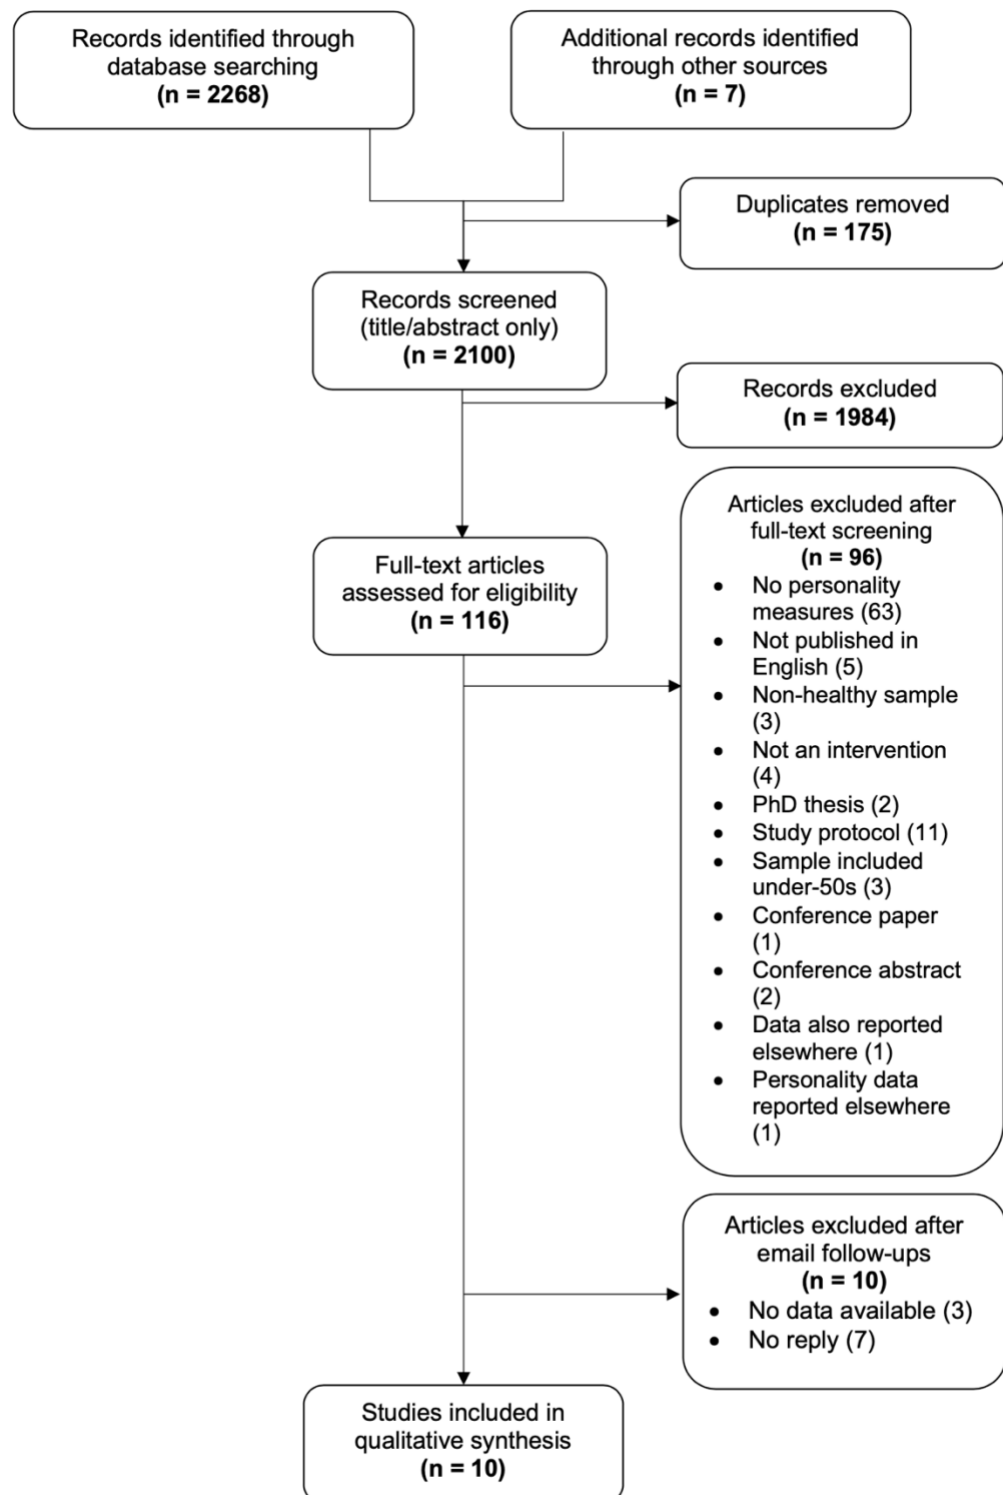 Records identified through
database searching
(n = 2268)
Additional records identified
through other sources
(n = 7)
Duplicates removed
(n = 175)
Records screened
(title/abstract only)
(n = 2100)
Records excluded
(n = 1984)
Full-text articles
assessed for eligibility
(n = 116)
Articles excluded after
full-text screening
(n = 96)
• No personality
measures (63)
• Not published in
English (5)
• Non-healthy sample
(3)
• Not an intervention
(4)
• PhD thesis (2)
• Study protocol (11)
• Sample included
under-50s (3)
• Conference paper
(1)
• Conference abstract
(2)
• Data also reported
elsewhere (1)
• Personality data
reported elsewhere
(1)
Articles excluded after
email follow-ups
(n = 10)
• No data available (3)
• No reply (7)
Studies included in
qualitative synthesis
(n = 10)